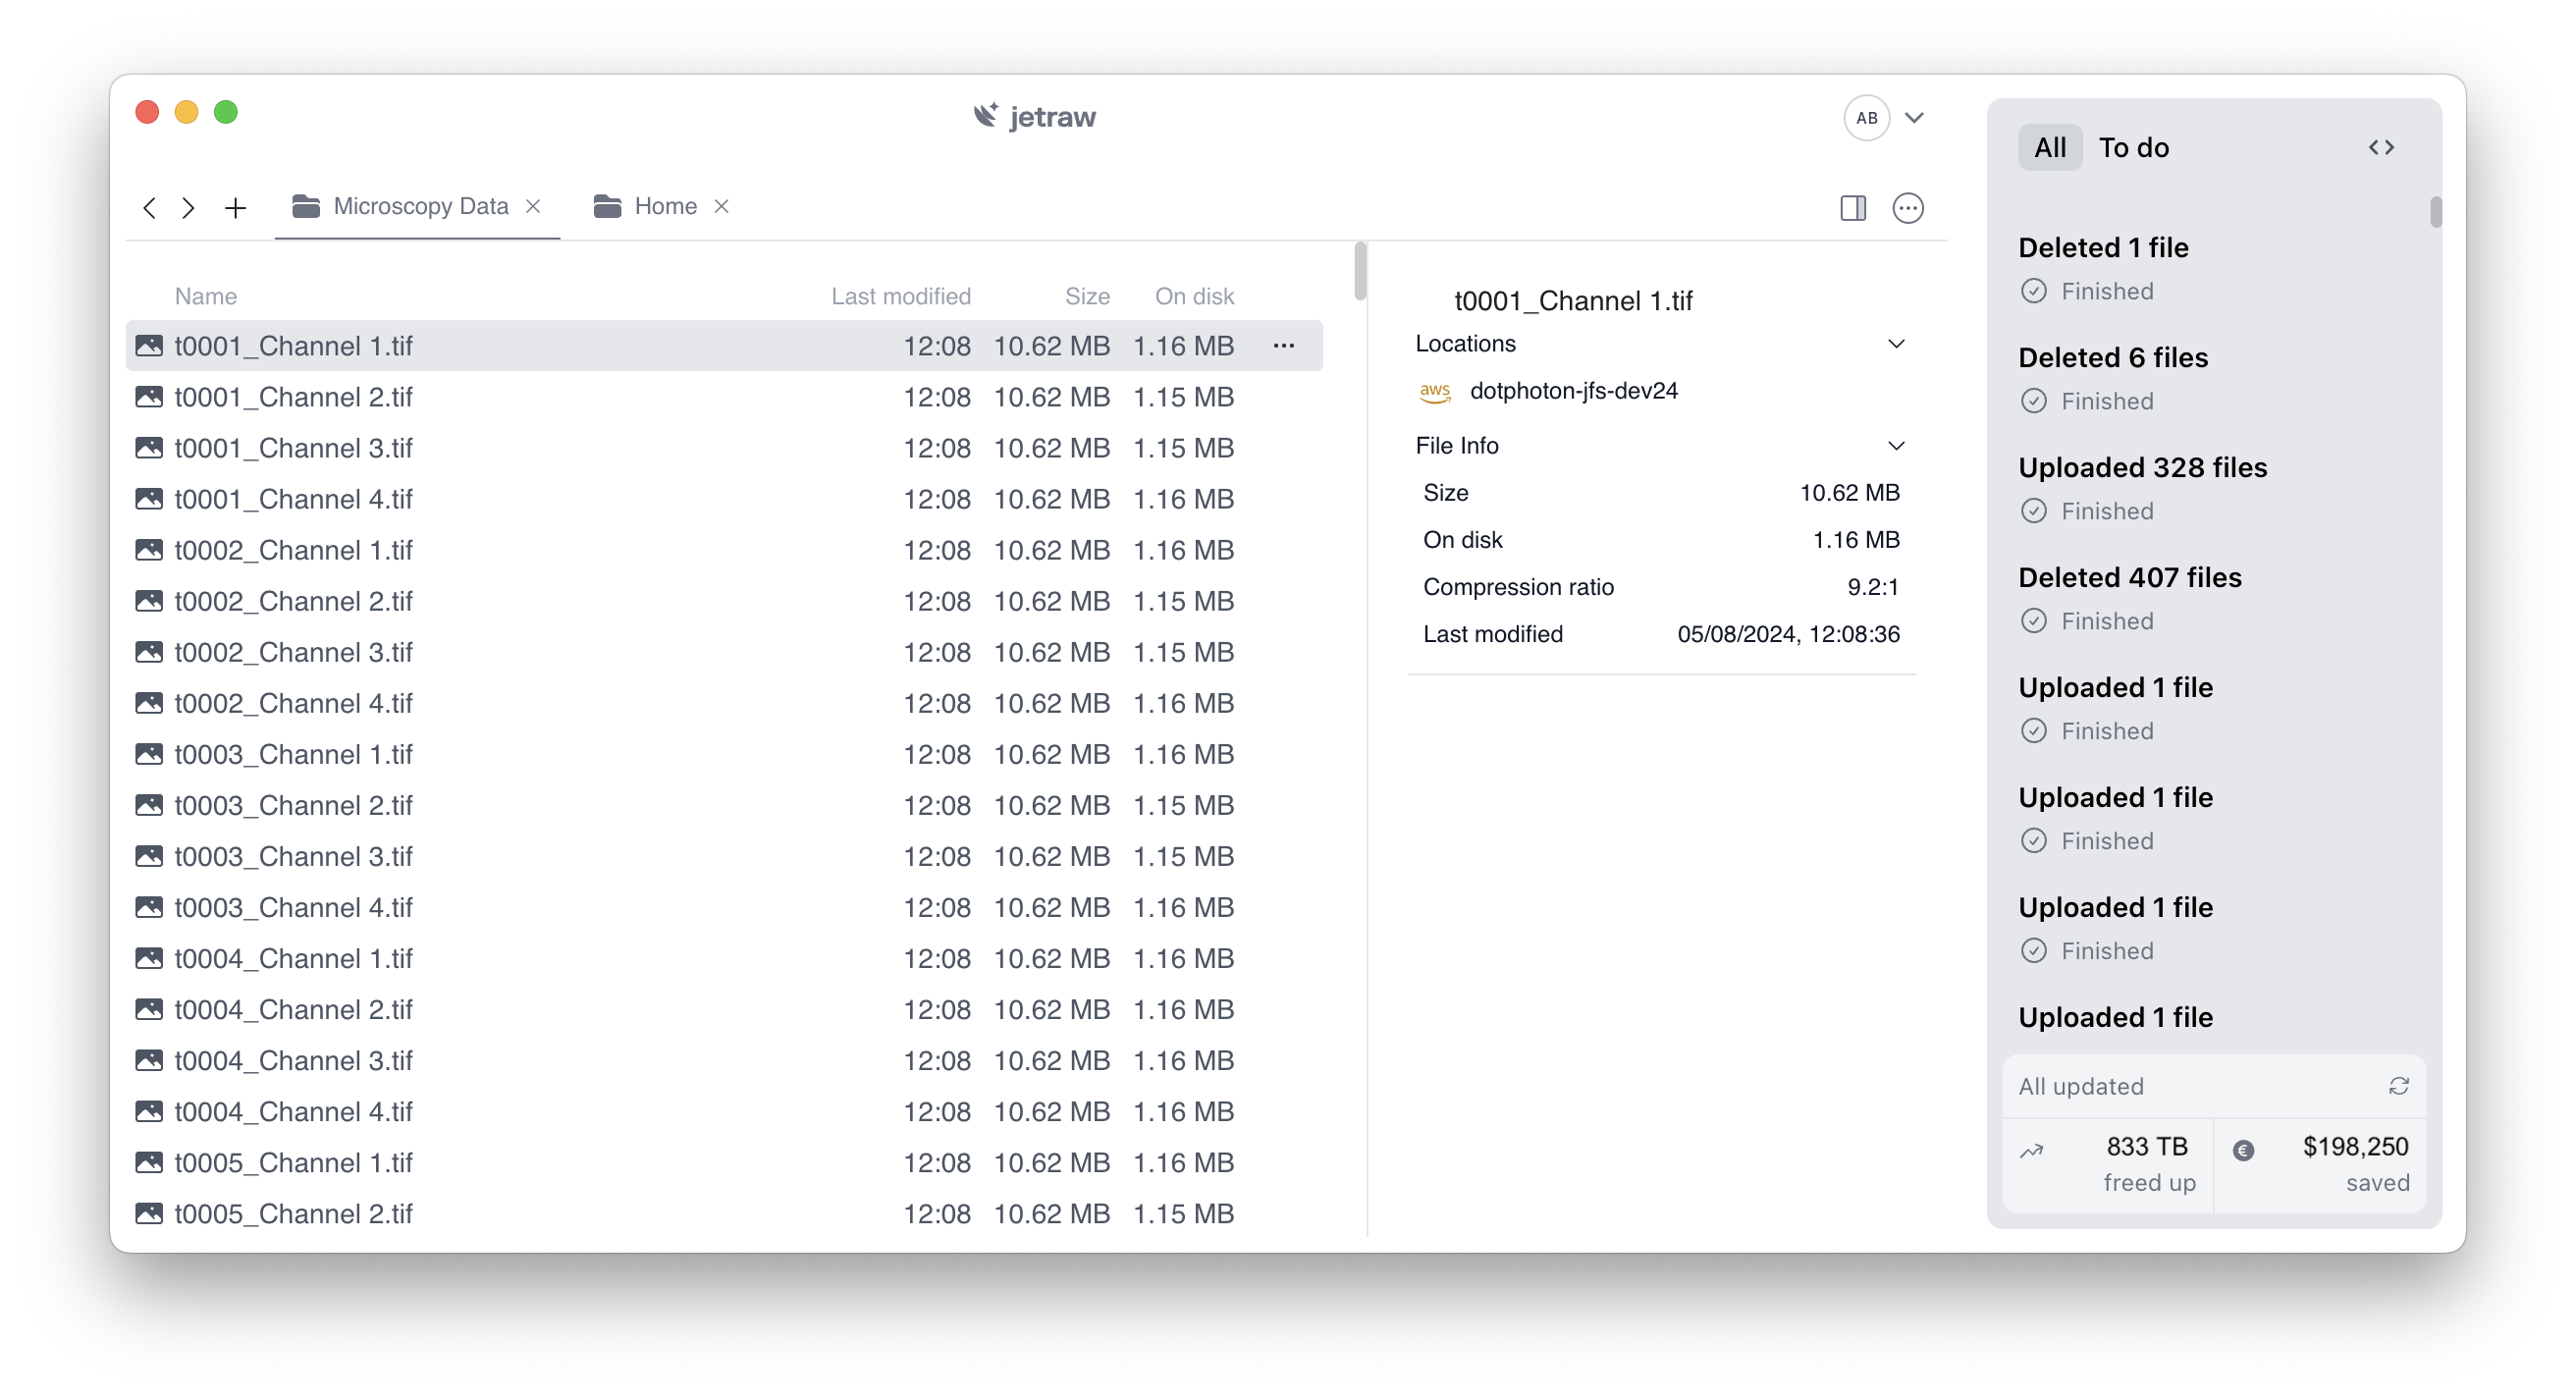 jetraw
AB
Microscopy Data
Home
Name Last modified Size On disk
t0001_Channel 1.tif 12:08 10.62 MB 1.16 MB
t0001_Channel 2.tif 12:08 10.62 MB 1.15 MB
t0001_Channel 3.tif 12:08 10.62 MB 1.15 MB
t0001_Channel 4.tif 12:08 10.62 MB 1.16 MB
t0002_Channel 1.tif 12:08 10.62 MB 1.16 MB
t0002_Channel 2.tif 12:08 10.62 MB 1.15 MB
t0002_Channel 3.tif 12:08 10.62 MB 1.15 MB
t0002_Channel 4.tif 12:08 10.62 MB 1.16 MB
t0003_Channel 1.tif 12:08 10.62 MB 1.16 MB
t0003_Channel 2.tif 12:08 10.62 MB 1.15 MB
t0003_Channel 3.tif 12:08 10.62 MB 1.15 MB
t0003_Channel 4.tif 12:08 10.62 MB 1.16 MB
t0004_Channel 1.tif 12:08 10.62 MB 1.16 MB
t0004_Channel 2.tif 12:08 10.62 MB 1.16 MB
t0004_Channel 3.tif 12:08 10.62 MB 1.16 MB
t0004_Channel 4.tif 12:08 10.62 MB 1.16 MB
t0005_Channel 1.tif 12:08 10.62 MB 1.16 MB
t0005_Channel 2.tif 12:08 10.62 MB 1.15 MB
t0001_Channel 1.tif
Locations
aws dotphoton-jfs-dev24
File Info
Size 10.62 MB
On disk 1.16 MB
Compression ratio 9.2:1
Last modified 05/08/2024, 12:08:36
All To do
Deleted 1 file
Finished
Deleted 6 files
Finished
Uploaded 328 files
Finished
Deleted 407 files
Finished
Uploaded 1 file
Finished
Uploaded 1 file
Finished
Uploaded 1 file
Finished
Uploaded 1 file
All updated
833 TB € $198,250
freed up saved